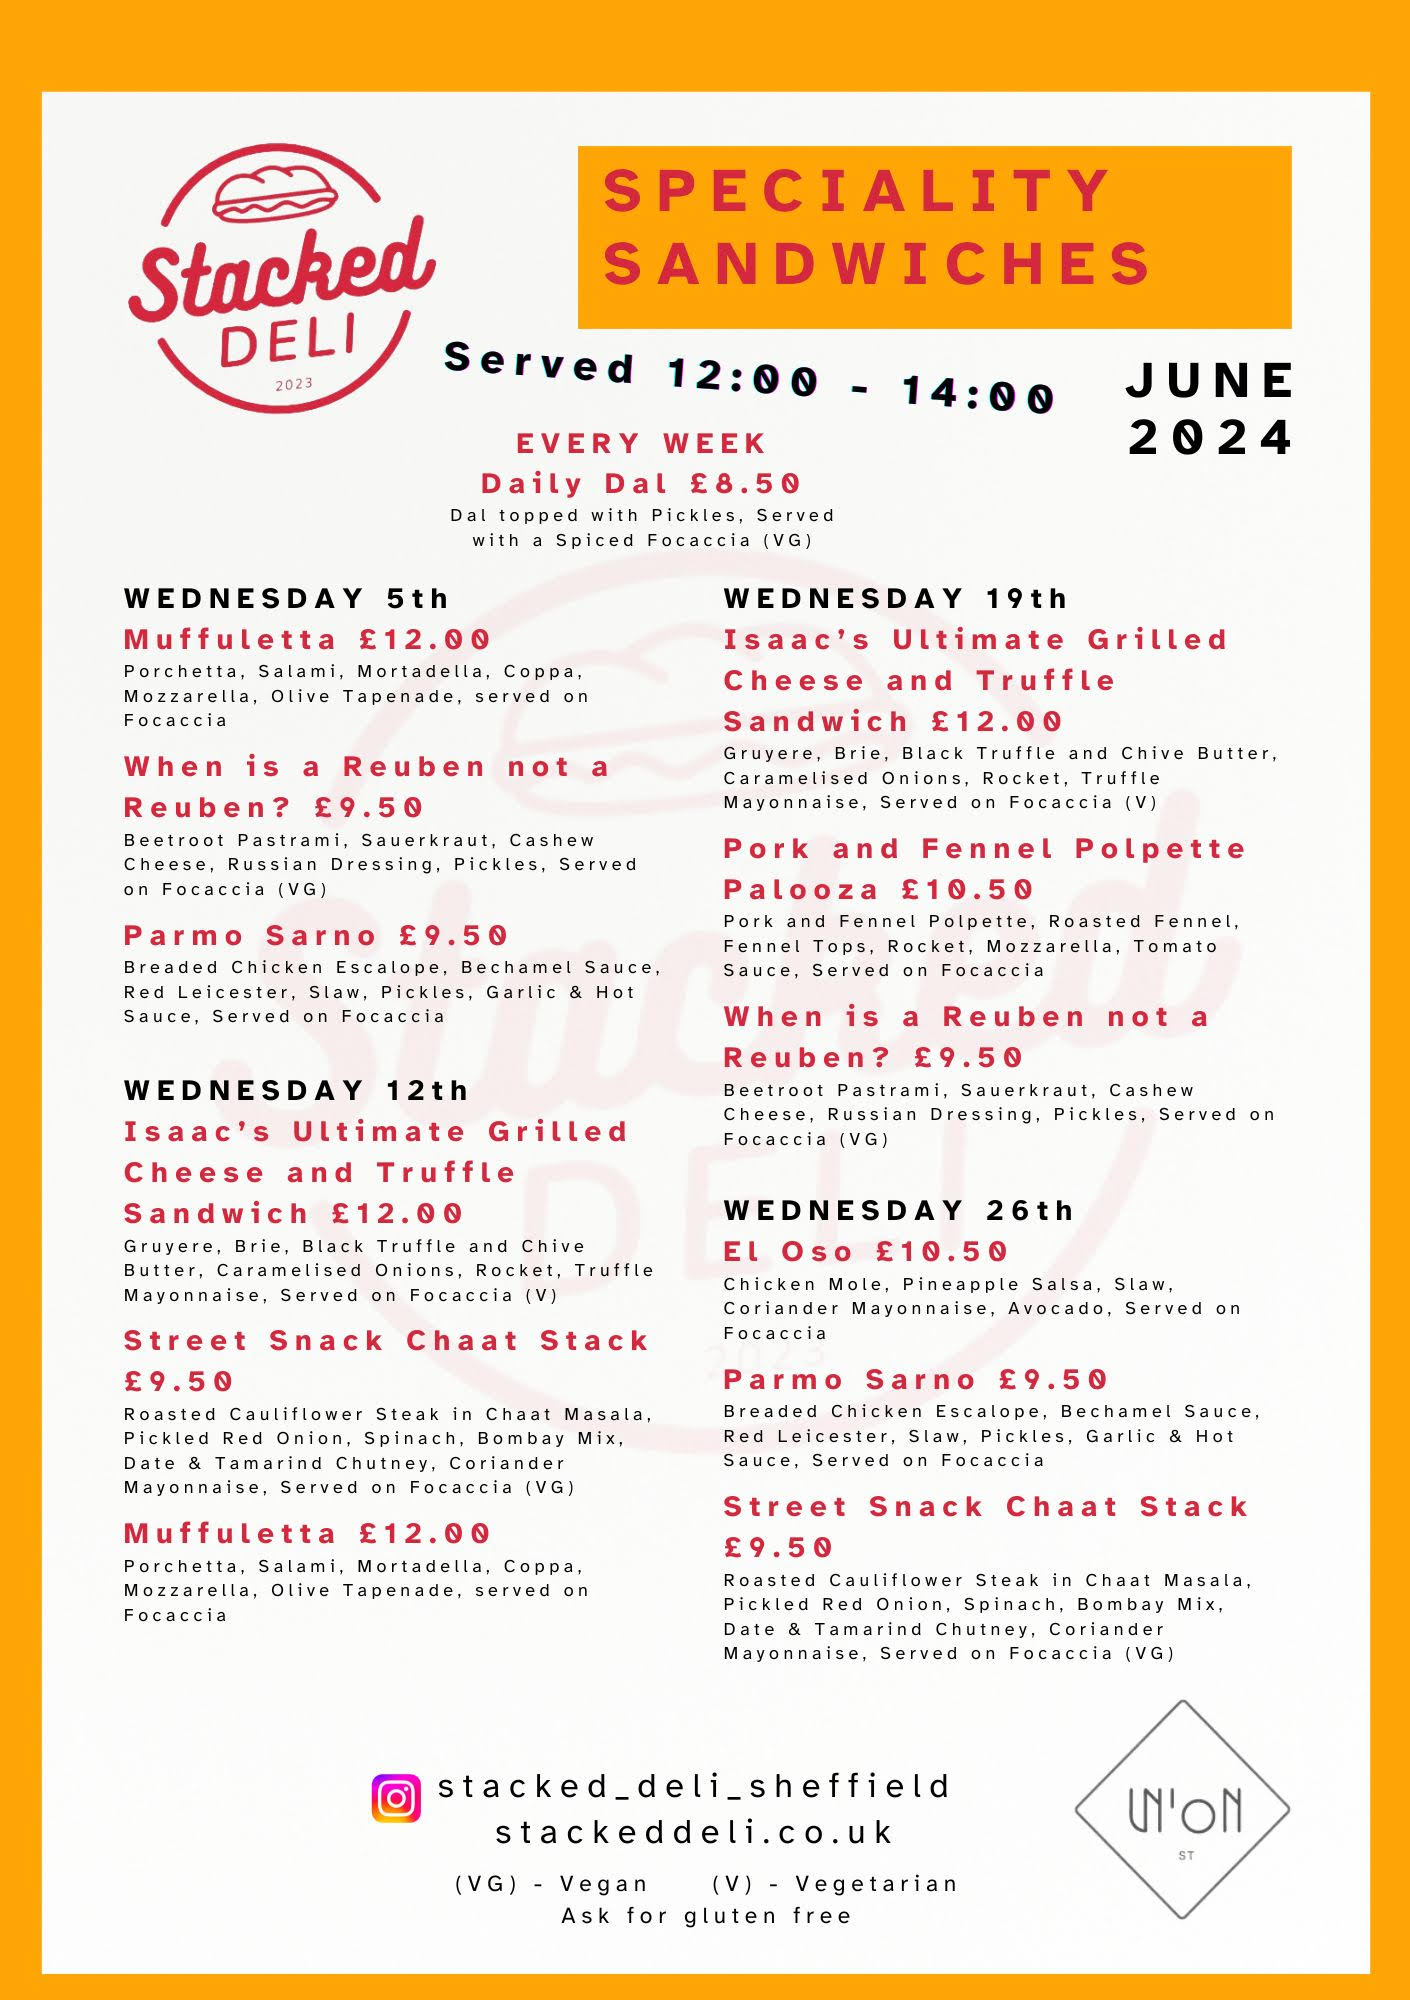 Stacked
DELI
2023
SPECIALITY
SANDWICHES
Served 12:00 - 14:00
JUNE
2024
EVERY WEEK
Daily Dal £8.50
Dal topped with Pickles, Served
with a Spiced Focaccia (VG)
WEDNESDAY 5th
Muffuletta £12.00
Porchetta, Salami, Mortadella, Coppa,
Mozzarella, Olive Tapenade, served on
Focaccia
When is a Reuben not a
Reuben? £9.50
Beetroot Pastrami, Sauerkraut, Cashew
Cheese, Russian Dressing, Pickles, Served
on Focaccia (VG)
Parmo Sarno £9.50
Breaded Chicken Escalope, Bechamel Sauce,
Red Leicester, Slaw, Pickles, Garlic & Hot
Sauce, Served on Focaccia
WEDNESDAY 12th
Isaac's Ultimate Grilled
Cheese and Truffle
Sandwich £12.00
Gruyere, Brie, Black Truffle and Chive
Butter, Caramelised Onions, Rocket, Truffle
Mayonnaise, Served on Focaccia (V)
Street Snack Chaat Stack
£9.50
Roasted Cauliflower Steak in Chaat Masala,
Pickled Red Onion, Spinach, Bombay Mix,
Date & Tamarind Chutney, Coriander
Mayonnaise, Served on Focaccia (VG)
Muffuletta £12.00
Porchetta, Salami, Mortadella, Coppa,
Mozzarella, Olive Tapenade, served on
Focaccia
WEDNESDAY 19th
Isaac's Ultimate Grilled
Cheese and Truffle
Sandwich £12.00
Gruyere, Brie, Black Truffle and Chive Butter,
Caramelised Onions, Rocket, Truffle
Mayonnaise, Served on Focaccia (V)
Pork and Fennel Polpette
Palooza £10.50
Pork and Fennel Polpette, Roasted Fennel,
Fennel Tops, Rocket, Mozzarella, Tomato
Sauce, Served on Focaccia
When is a Reuben not a
Reuben? £9.50
Beetroot Pastrami, Sauerkraut, Cashew
Cheese, Russian Dressing, Pickles, Served on
Focaccia (VG)
WEDNESDAY 26th
El Oso £10.50
Chicken Mole, Pineapple Salsa, Slaw,
Coriander Mayonnaise, Avocado, Served on
Focaccia
Parmo Sarno £9.50
Breaded Chicken Escalope, Bechamel Sauce,
Red Leicester, Slaw, Pickles, Garlic & Hot
Sauce, Served on Focaccia
Street Snack Chaat Stack
£9.50
Roasted Cauliflower Steak in Chaat Masala,
Pickled Red Onion, Spinach, Bombay Mix,
Date & Tamarind Chutney, Coriander
Mayonnaise, Served on Focaccia (VG)
Stacked
DELI
2023
stacked_deli_sheffield
stackeddeli.co.uk
(VG) - Vegan (V) - Vegetarian
Ask for gluten free
UN'ON
ST